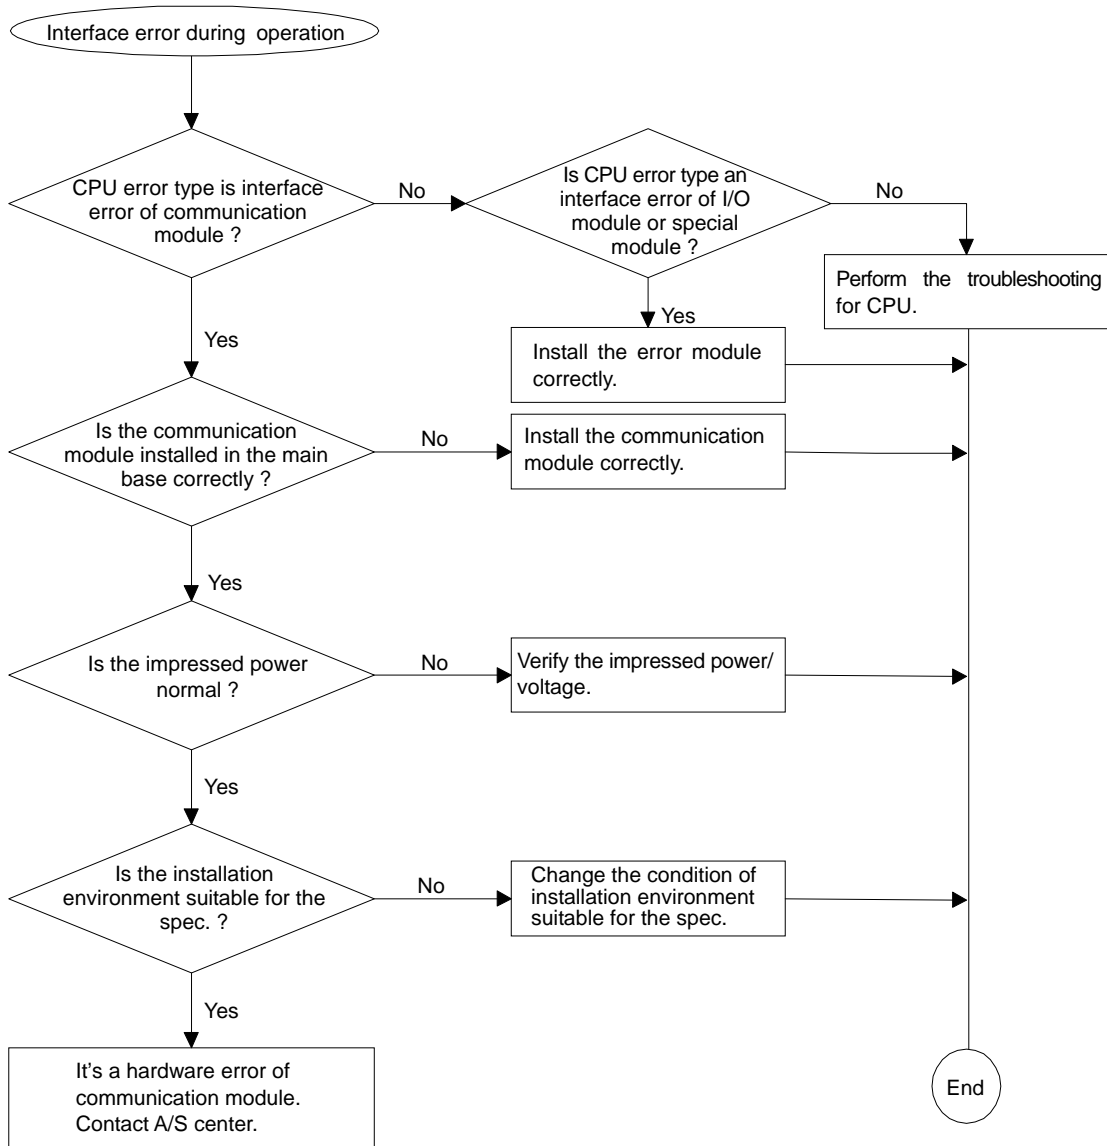 Interface error during operation
CPU error type is interface
error of communication
module ?
No
Is CPU error type an
interface error of I/O
module or special
module ?
No
Perform the troubleshooting
for CPU.
Yes
Install the error module
correctly.
Yes
Is the communication
module installed in the main
base correctly ?
No
Install the communication
module correctly.
Yes
Is the impressed power
normal ?
No
Verify the impressed power/
voltage.
Yes
Is the installation
environment suitable for the
spec. ?
No
Change the condition of
installation environment
suitable for the spec.
Yes
It’s a hardware error of
communication module.
Contact A/S center.
End